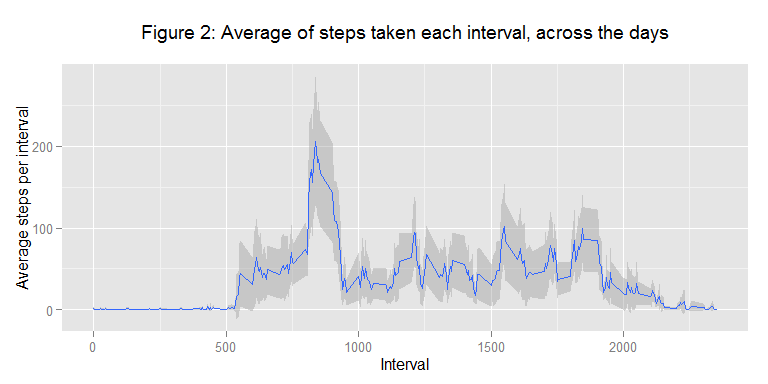 Figure 2: Average of steps taken each interval, across the days
Average steps per interval
200
100
0
0 500 1000 1500 2000
Interval